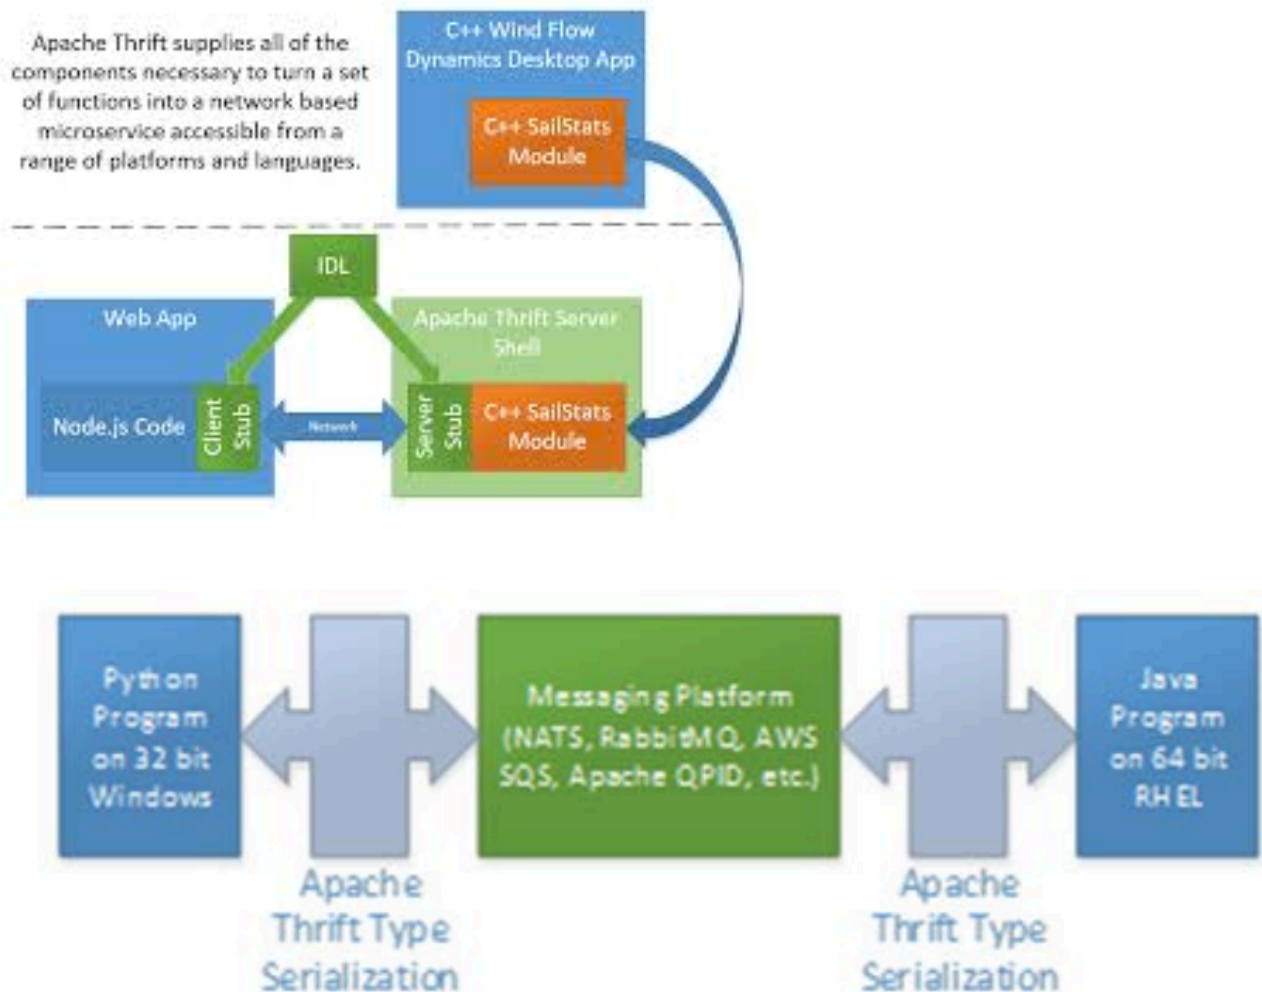 Apache Thrift supplies all of the
components necessary to turn a set
of functions into a network based
microservice accessible from a
range of platforms and languages.
C++ Wind Flow
Dynamics Desktop App
C++ SailStats
Module
IDL
Web App
Node.js Code
Client
Stub
Network
Apache Thrift Server
Shell
Server
Stub
C++ SailStats
Module
Python
Program
on 32 bit
Windows
Apache
Thrift Type
Serialization
Messaging Platform
(NATS, RabbitMQ, AWS
SQS, Apache QPID, etc.)
Apache
Thrift Type
Serialization
Java
Program
on 64 bit
RHEL